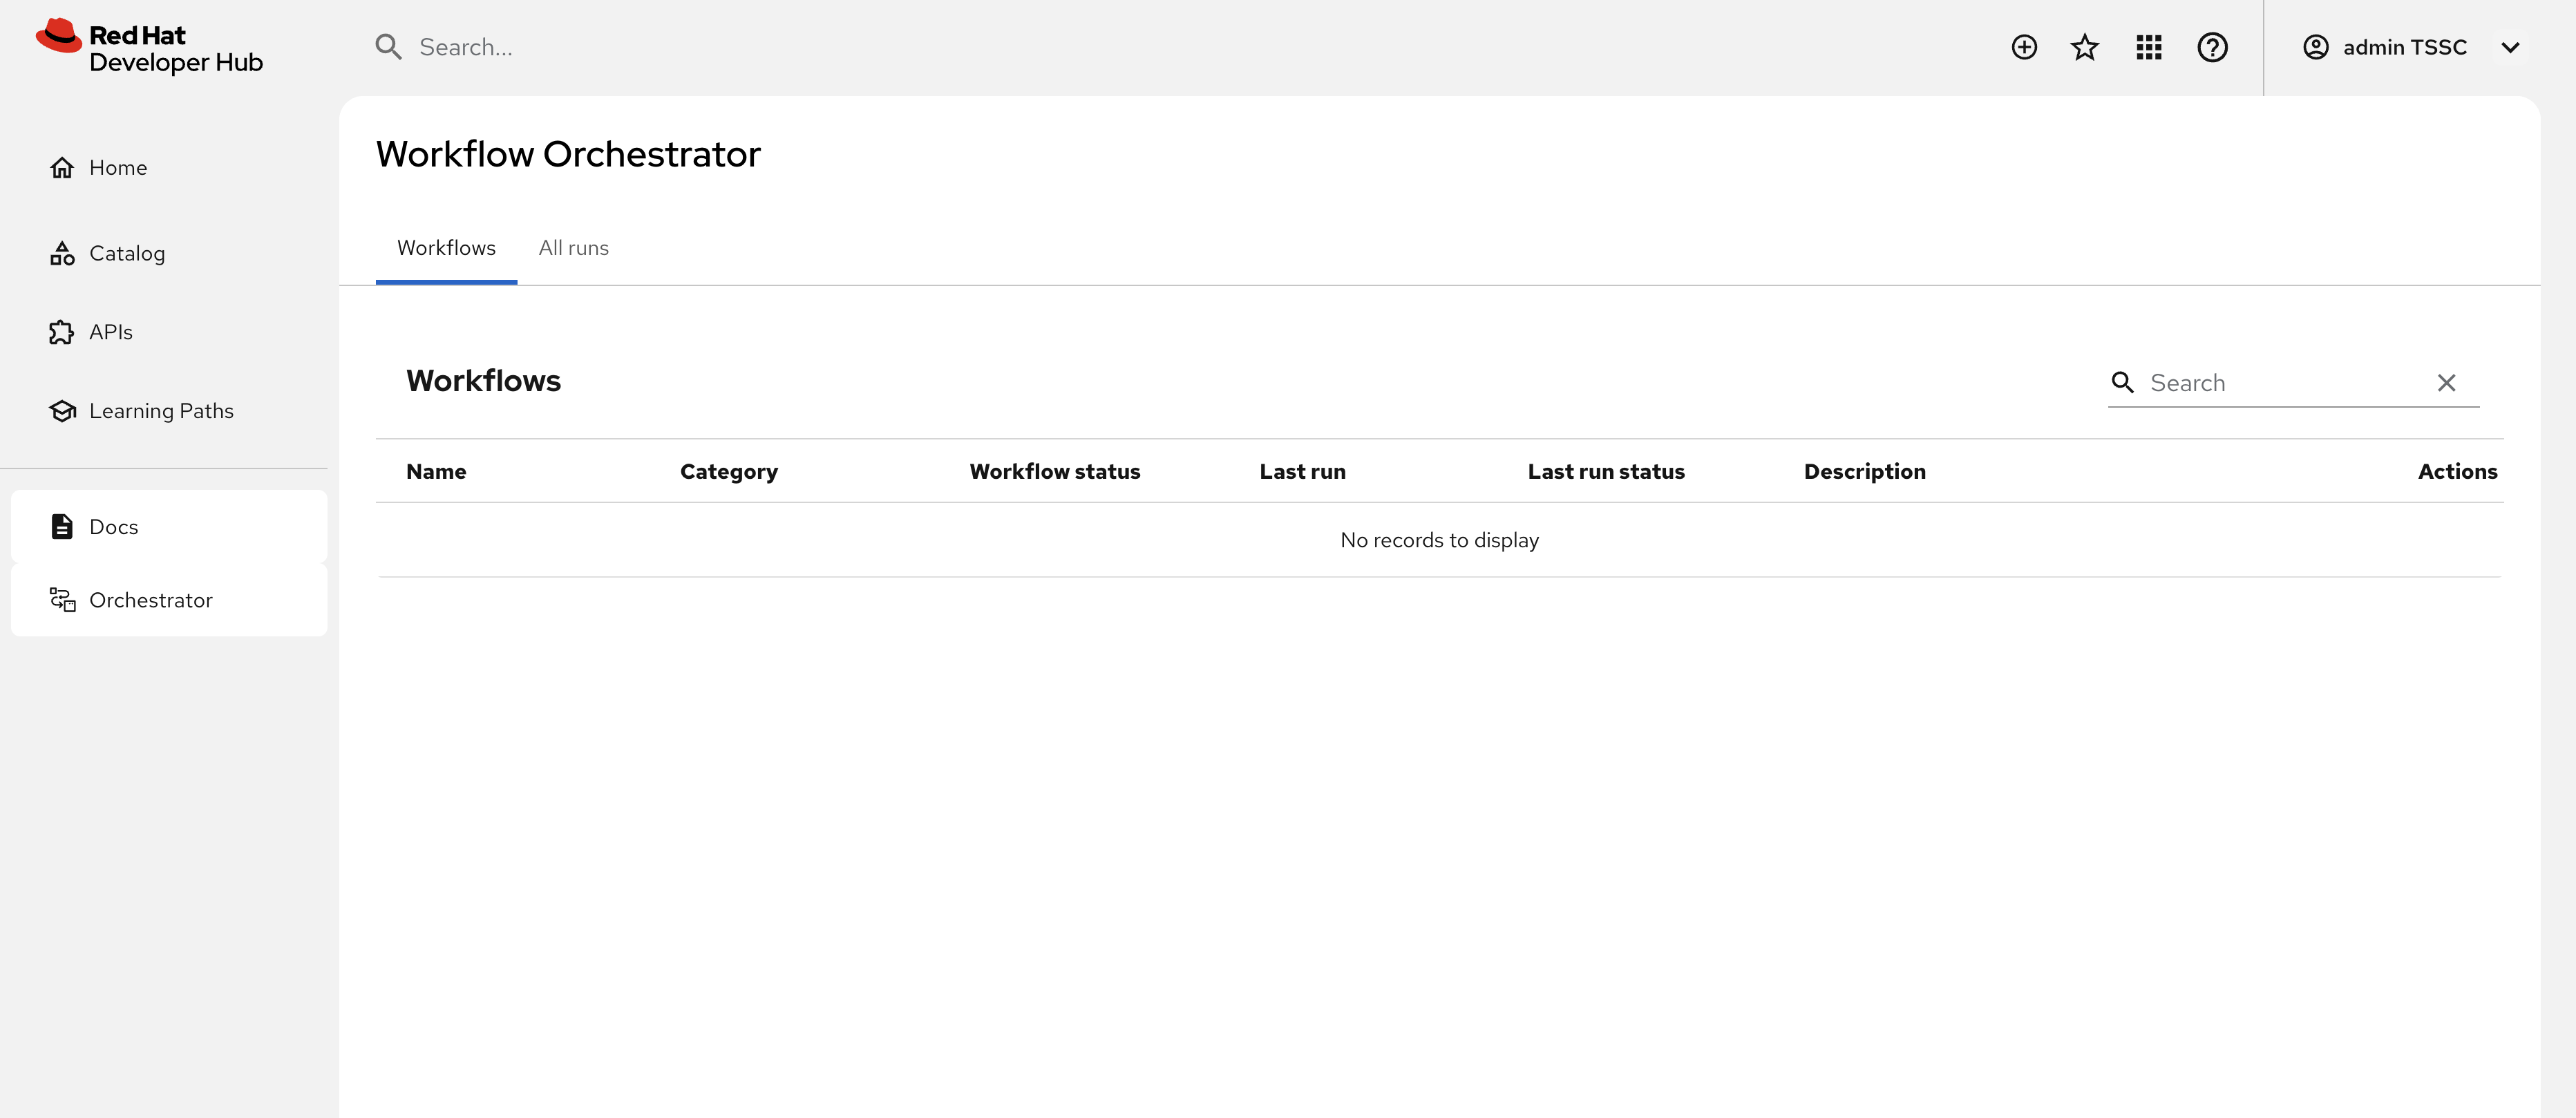 Red Hat
Developer Hub
Search...
admin TSSC
Home
Catalog
APIs
Learning Paths
Docs
Orchestrator
Workflow Orchestrator
Workflows All runs
Workflows
Search
Name Category Workflow status Last run Last run status Description Actions
No records to display